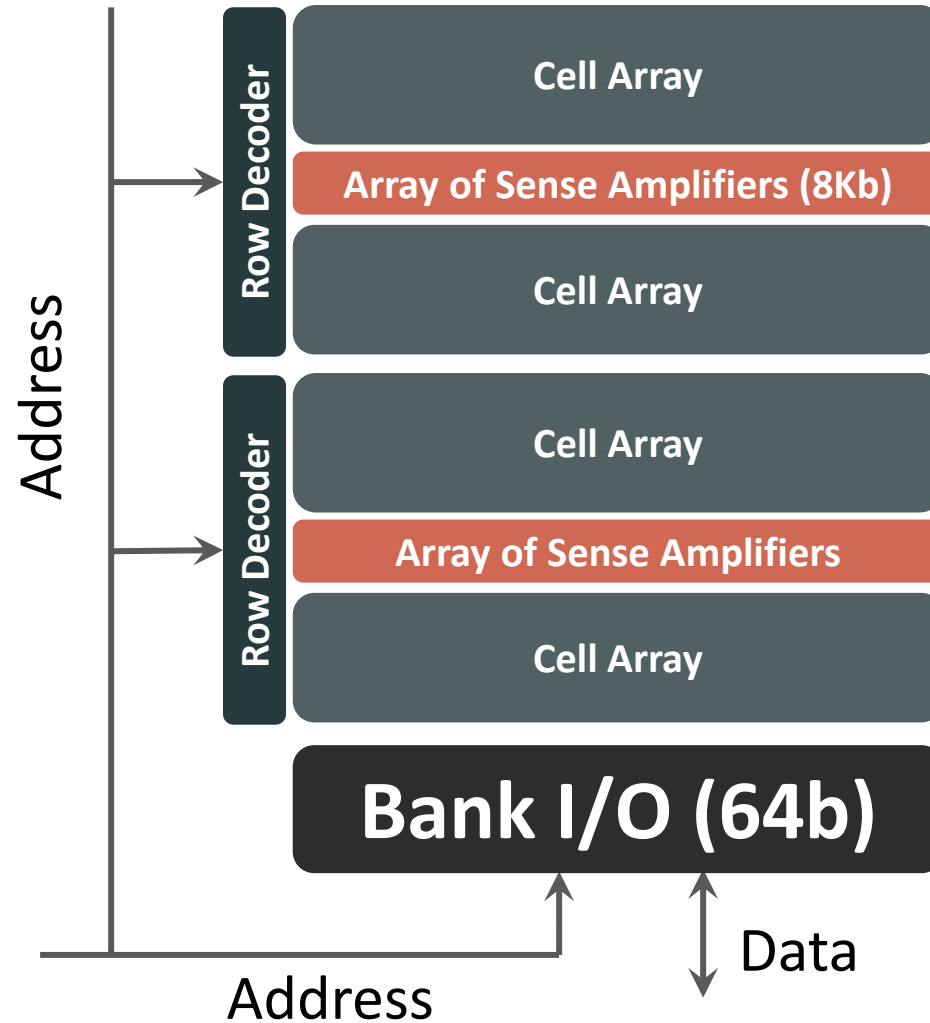 Address
Row Decoder
Cell Array
Array of Sense Amplifiers (8Kb)
Cell Array
Row Decoder
Cell Array
Array of Sense Amplifiers
Cell Array
Bank I/O (64b)
Data
Address